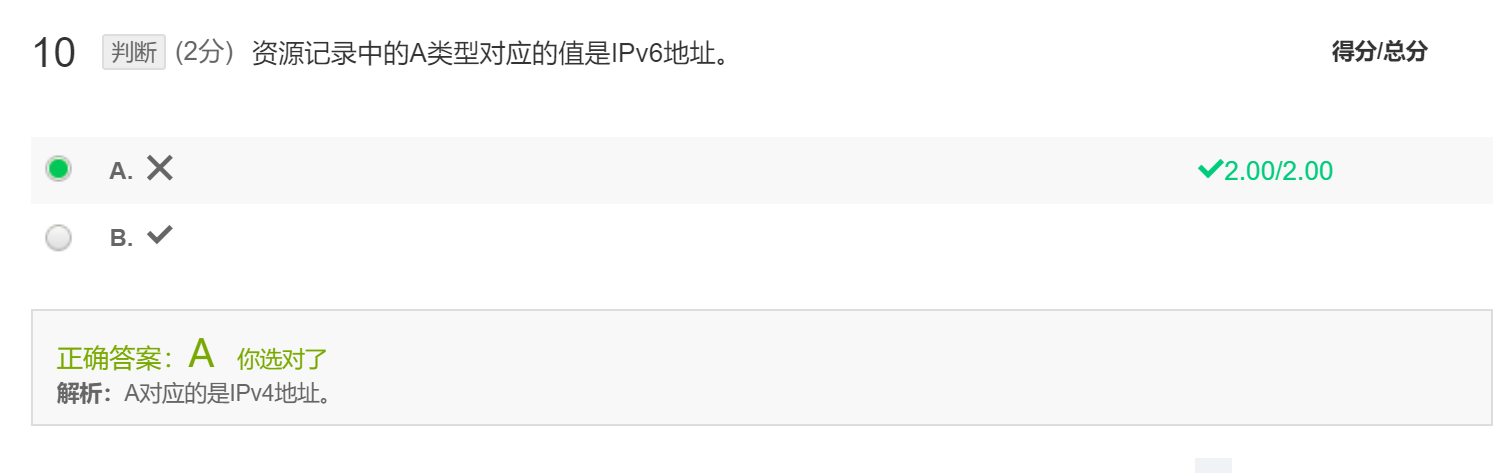 10 判断 (2分) 资源记录中的A类型对应的值是IPv6地址。 得分/总分
A. ✕ ✓2.00/2.00
B. ✓
正确答案：A 你选对了
解析：A对应的是IPv4地址。